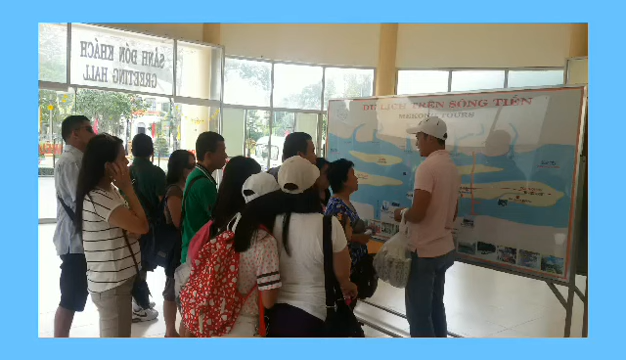 SẢNH ĐÓN KHÁCH
GREETING HALL
DU LỊCH TRÊN SÔNG TIỀN
MEKONG TOURS